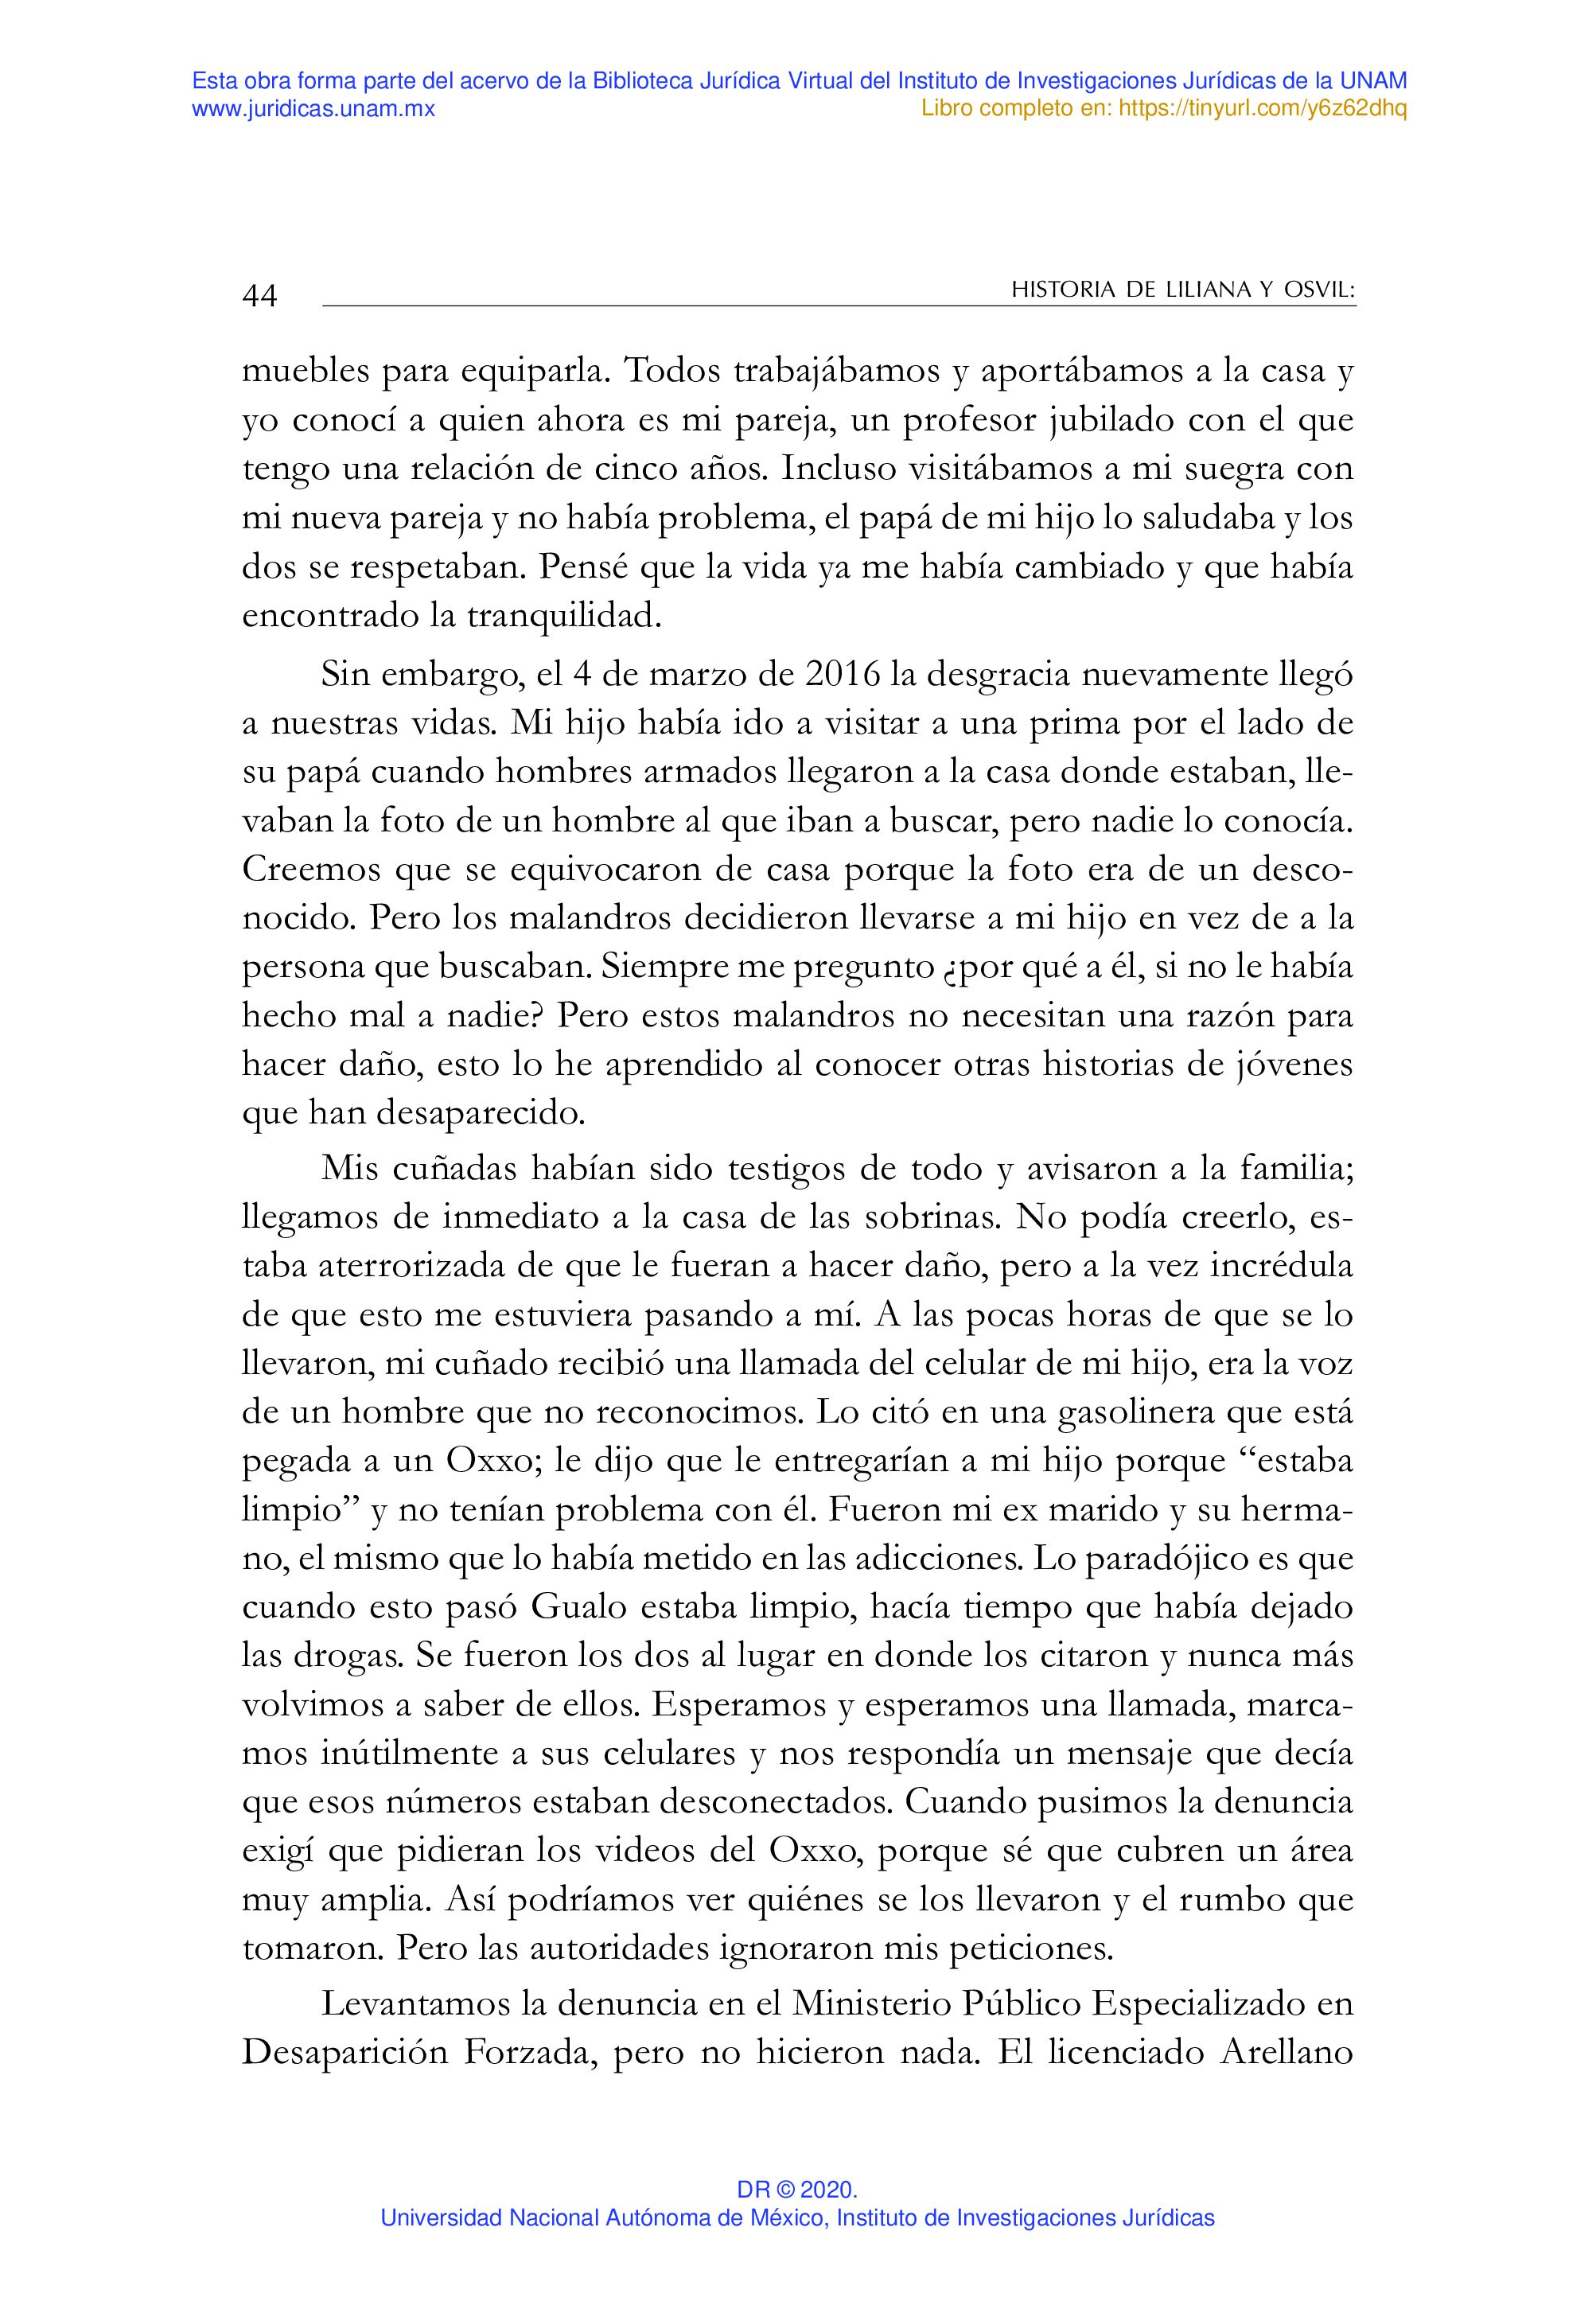 Esta obra forma parte del acervo de la Biblioteca Jurídica Virtual del Instituto de Investigaciones Jurídicas de la UNAM
www.juridicas.unam.mx
Libro completo en: https://tinyurl.com/y6z62dhq
44
HISTORIA DE LILIANA Y OSVIL:
muebles para equiparla. Todos trabajábamos y aportábamos a la casa y
yo conocí a quien ahora es mi pareja, un profesor jubilado con el que
tengo una relación de cinco años. Incluso visitábamos a mi suegra con
mi nueva pareja y no había problema, el papá de mi hijo lo saludaba y los
dos se respetaban. Pensé que la vida ya me había cambiado y que había
encontrado la tranquilidad.
Sin embargo, el 4 de marzo de 2016 la desgracia nuevamente llegó
a nuestras vidas. Mi hijo había ido a visitar a una prima por el lado de
su papá cuando hombres armados llegaron a la casa donde estaban, lle-
vaban la foto de un hombre al que iban a buscar, pero nadie lo conocía.
Creemos que se equivocaron de casa porque la foto era de un desco-
nocido. Pero los malandros decidieron llevarse a mi hijo en vez de a la
persona que buscaban. Siempre me pregunto ¿por qué a él, si no le había
hecho mal a nadie? Pero estos malandros no necesitan una razón para
hacer daño, esto lo he aprendido al conocer otras historias de jóvenes
que han desaparecido.
Mis cuñadas habían sido testigos de todo y avisaron a la familia;
llegamos de inmediato a la casa de las sobrinas. No podía creerlo, es-
taba aterrorizada de que le fueran a hacer daño, pero a la vez incrédula
de que esto me estuviera pasando a mí. A las pocas horas de que se lo
llevaron, mi cuñado recibió una llamada del celular de mi hijo, era la voz
de un hombre que no reconocimos. Lo citó en una gasolinera que está
pegada a un Oxxo; le dijo que le entregarían a mi hijo porque “estaba
limpio” y no tenían problema con él. Fueron mi ex marido y su herma-
no, el mismo que lo había metido en las adicciones. Lo paradójico es que
cuando esto pasó Gualo estaba limpio, hacía tiempo que había dejado
las drogas. Se fueron los dos al lugar en donde los citaron y nunca más
volvimos a saber de ellos. Esperamos y esperamos una llamada, marca-
mos inútilmente a sus celulares y nos respondía un mensaje que decía
que esos números estaban desconectados. Cuando pusimos la denuncia
exigí que pidieran los videos del Oxxo, porque sé que cubren un área
muy amplia. Así podríamos ver quiénes se los llevaron y el rumbo que
tomaron. Pero las autoridades ignoraron mis peticiones.
Levantamos la denuncia en el Ministerio Público Especializado en
Desaparición Forzada, pero no hicieron nada. El licenciado Arellano
DR © 2020.
Universidad Nacional Autónoma de México, Instituto de Investigaciones Jurídicas